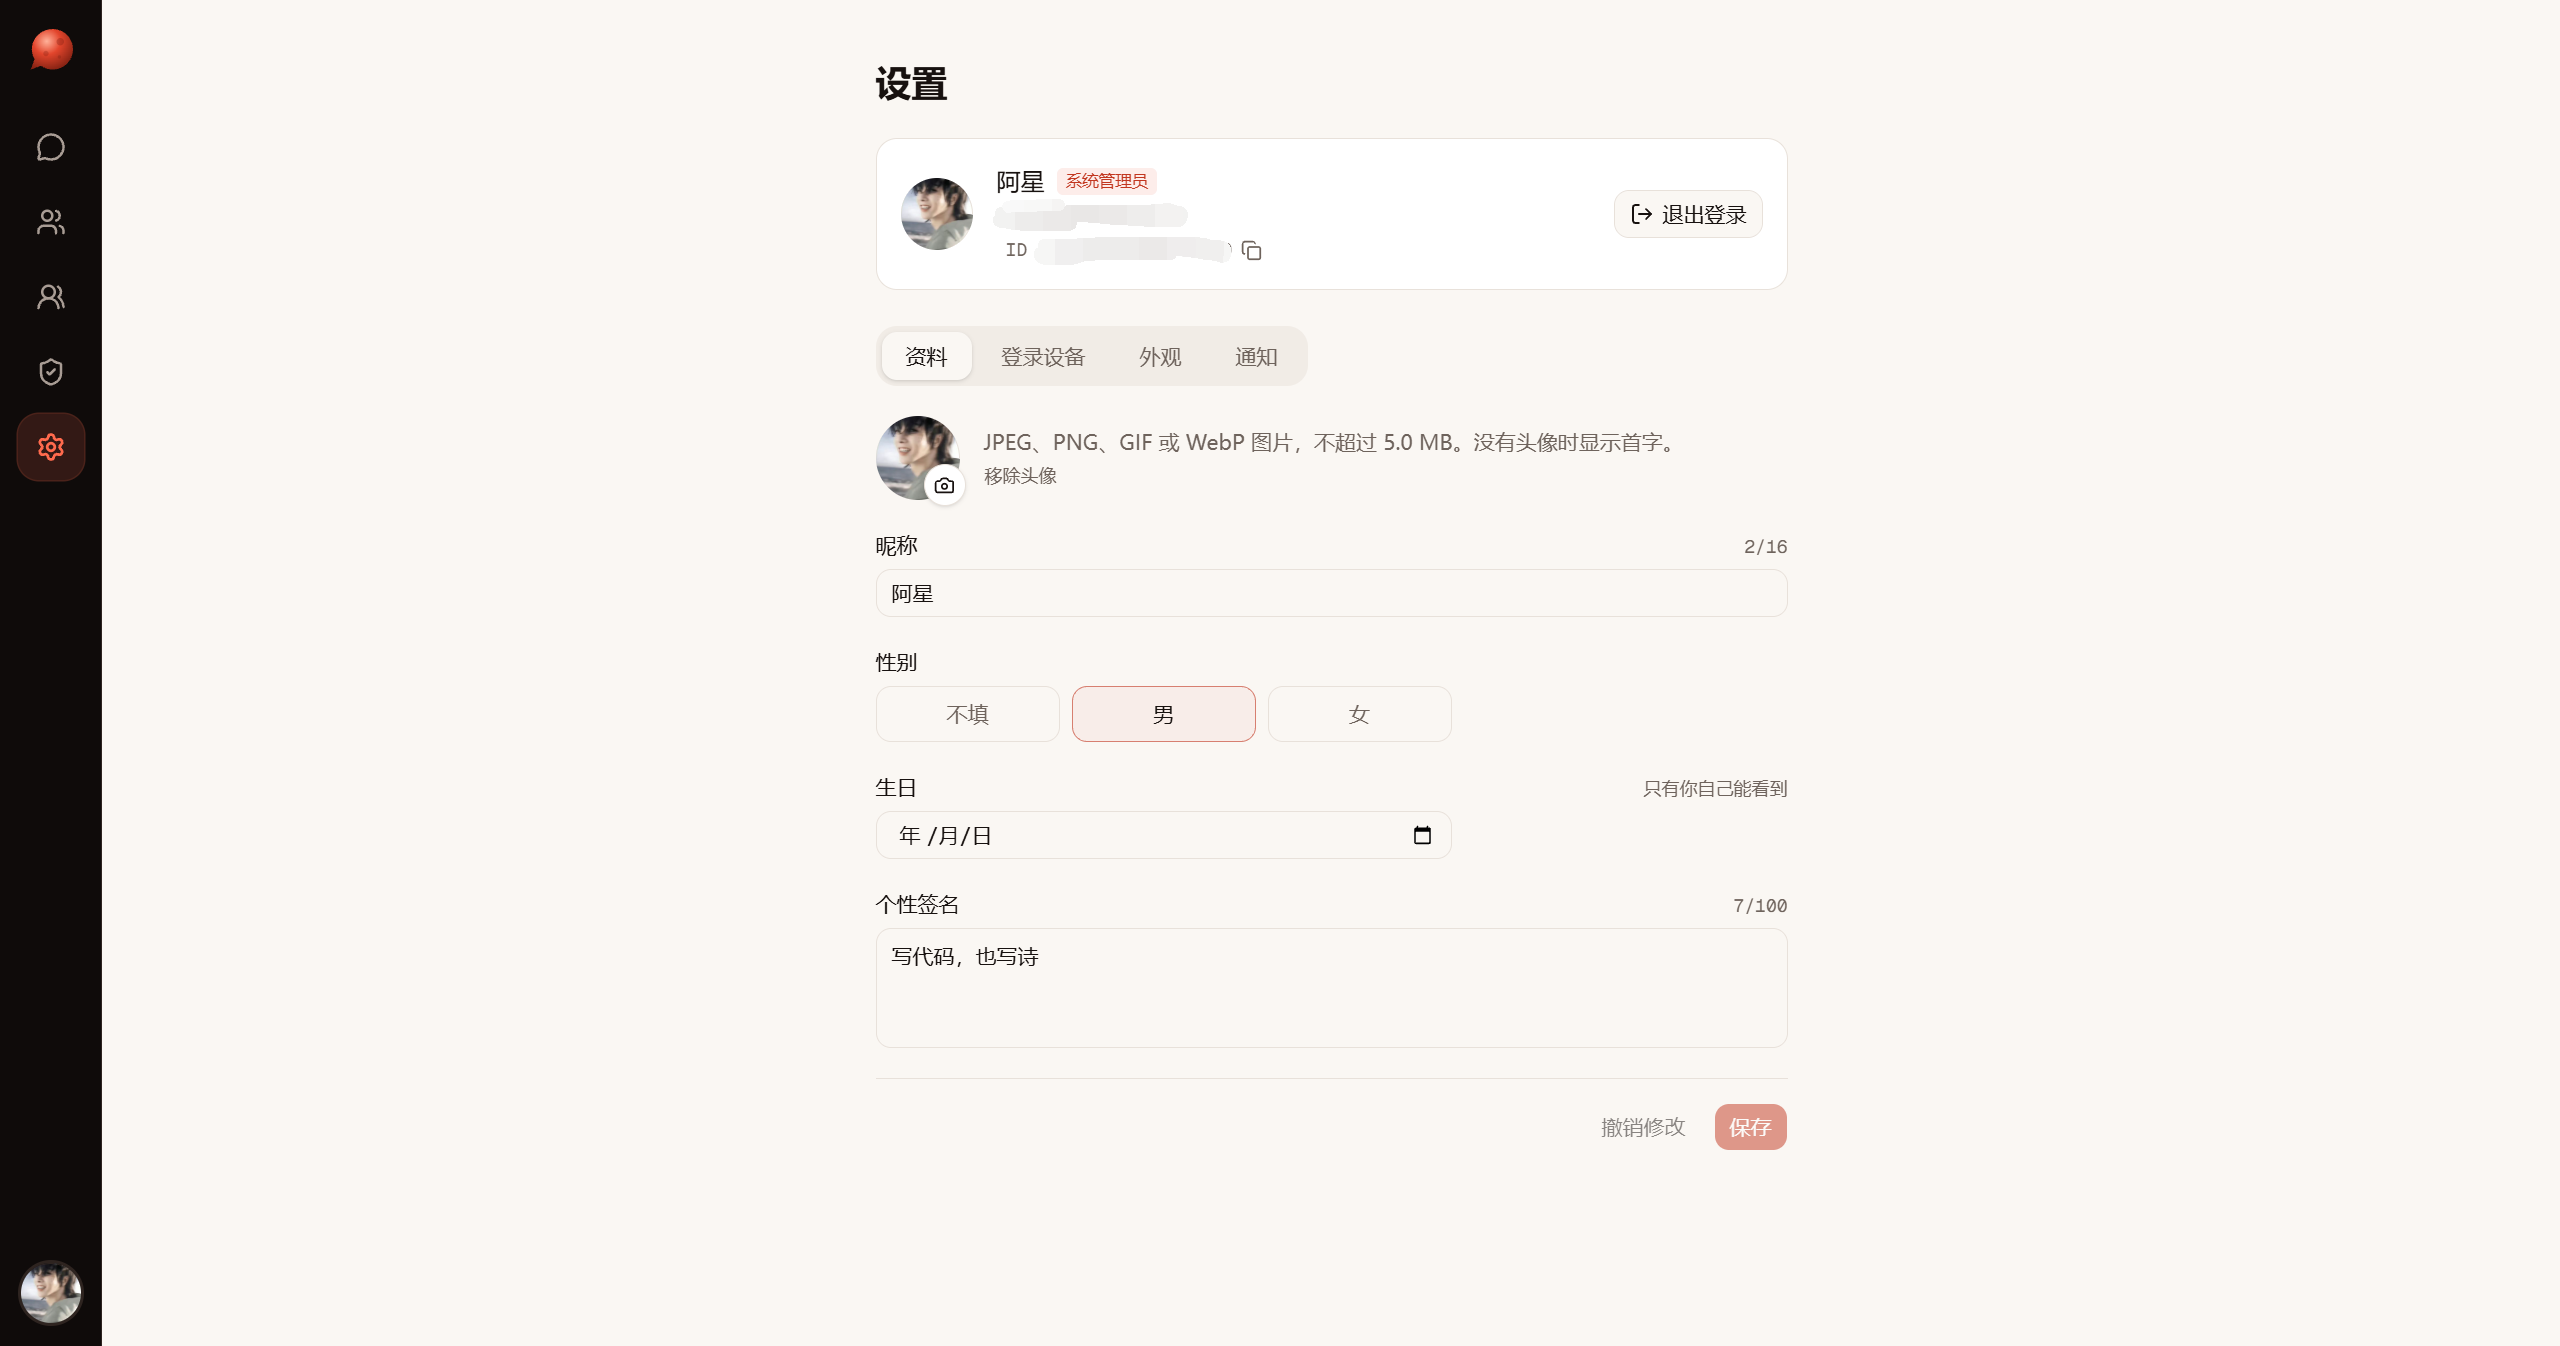 设置
阿星 系统管理员
ID
退出登录
资料 登录设备 外观 通知
JPEG、PNG、GIF 或 WebP 图片，不超过 5.0 MB。没有头像时显示首字。
移除头像
昵称 2/16
阿星
性别
不填 男 女
生日 只有你自己能看到
年 /月/日
个性签名 7/100
写代码，也写诗
撤销修改 保存